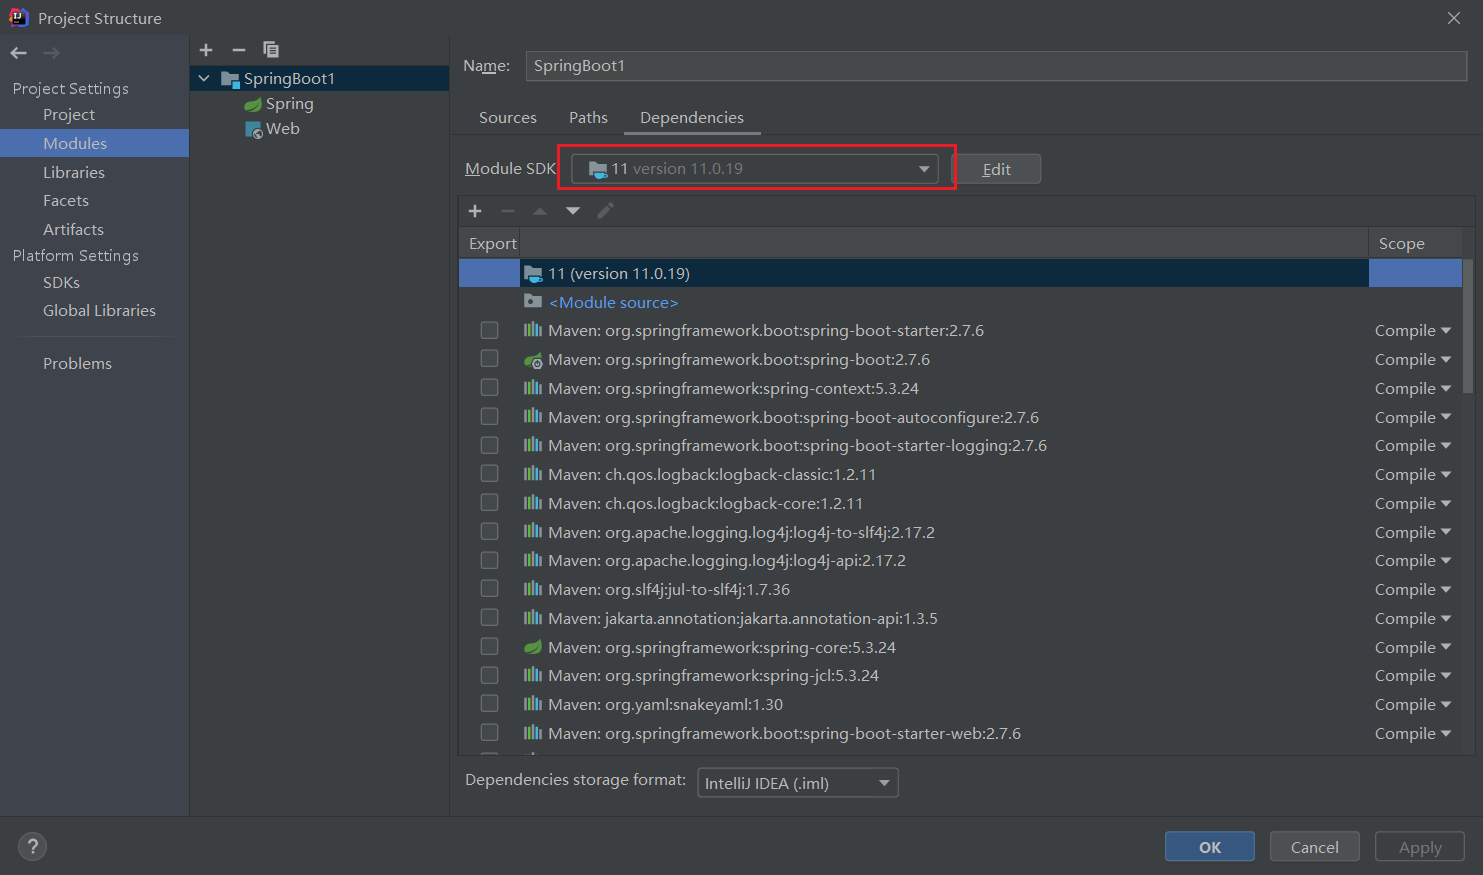 Project Structure
Project Settings
Project
Modules
Libraries
Facets
Artifacts
Platform Settings
SDKs
Global Libraries
Problems
SpringBoot1
Spring
Web
Name: SpringBoot1
Sources Paths Dependencies
Module SDK 11 version 11.0.19 Edit
Export Scope
11 (version 11.0.19)
<Module source>
Maven: org.springframework.boot:spring-boot-starter:2.7.6 Compile
Maven: org.springframework.boot:spring-boot:2.7.6 Compile
Maven: org.springframework:spring-context:5.3.24 Compile
Maven: org.springframework.boot:spring-boot-autoconfigure:2.7.6 Compile
Maven: org.springframework.boot:spring-boot-starter-logging:2.7.6 Compile
Maven: ch.qos.logback:logback-classic:1.2.11 Compile
Maven: ch.qos.logback:logback-core:1.2.11 Compile
Maven: org.apache.logging.log4j:log4j-to-slf4j:2.17.2 Compile
Maven: org.apache.logging.log4j:log4j-api:2.17.2 Compile
Maven: org.slf4j:jul-to-slf4j:1.7.36 Compile
Maven: jakarta.annotation:jakarta.annotation-api:1.3.5 Compile
Maven: org.springframework:spring-core:5.3.24 Compile
Maven: org.springframework:spring-jcl:5.3.24 Compile
Maven: org.yaml:snakeyaml:1.30 Compile
Maven: org.springframework.boot:spring-boot-starter-web:2.7.6 Compile
Dependencies storage format: IntelliJ IDEA (.iml)
? OK Cancel Apply